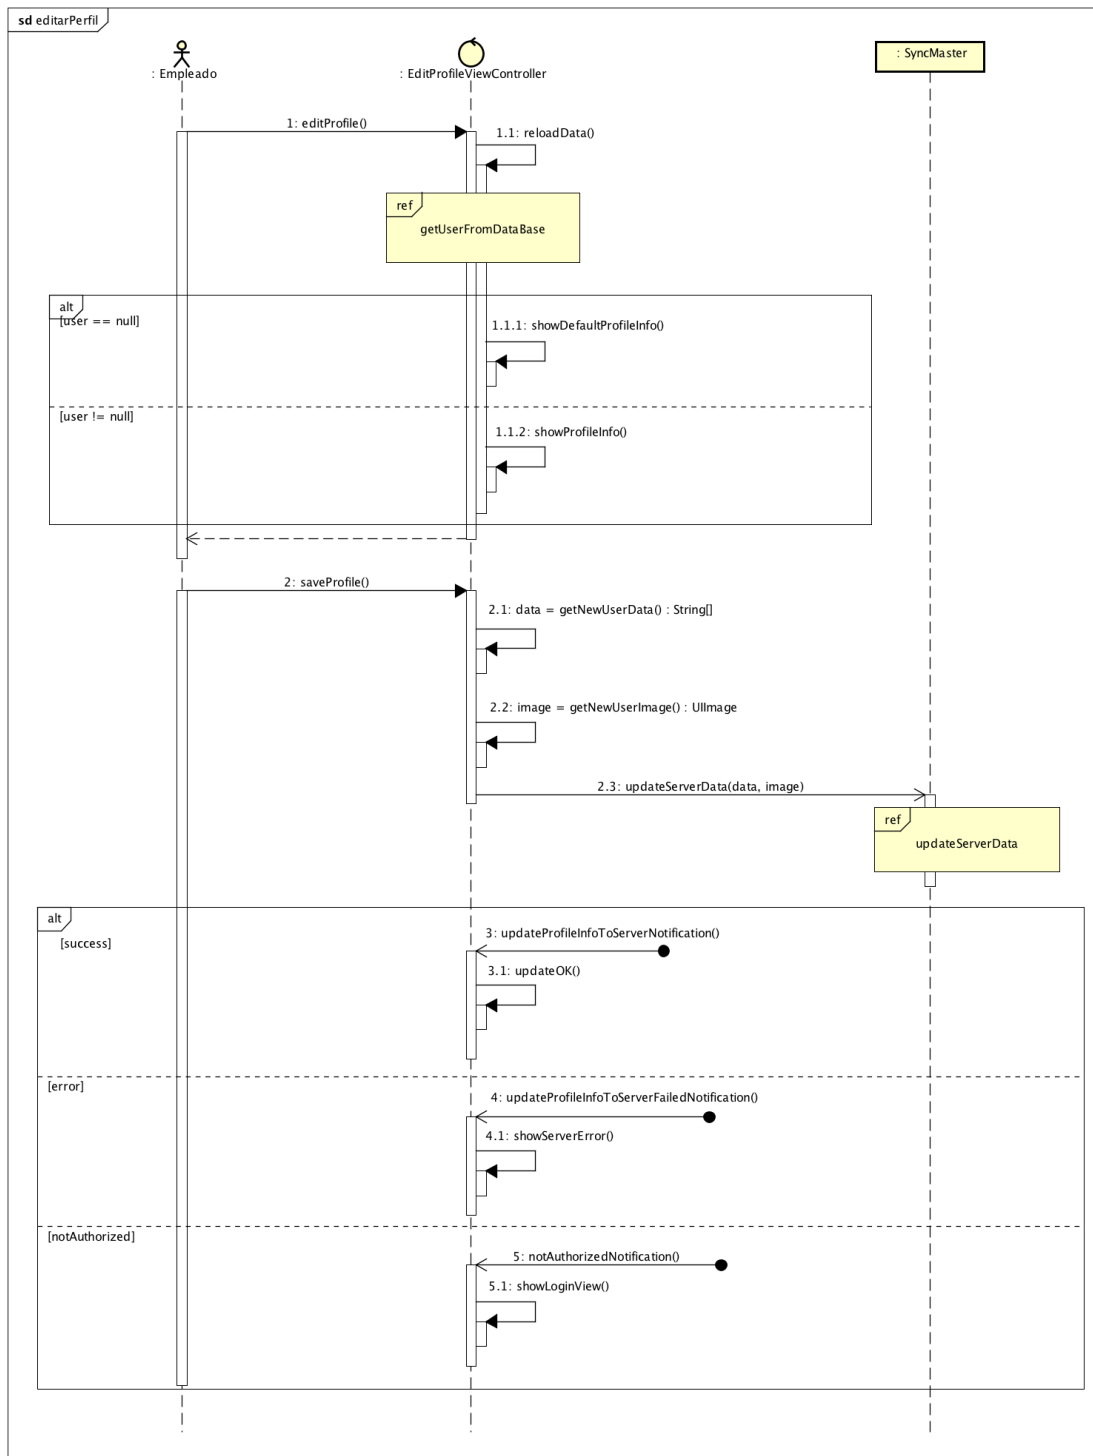 sd editarPerfil
: Empleado
: EditProfileViewController
: SyncMaster
1: editProfile()
1.1: reloadData()
ref
getUserFromDataBase
alt
[user == null]
1.1.1: showDefaultProfileInfo()
[user != null]
1.1.2: showProfileInfo()
2: saveProfile()
2.1: data = getNewUserData() : String[]
2.2: image = getNewUserImage() : UIImage
2.3: updateServerData(data, image)
ref
updateServerData
alt
[success]
3: updateProfileInfoToServerNotification()
3.1: updateOK()
[error]
4: updateProfileInfoToServerFailedNotification()
4.1: showServerError()
[notAuthorized]
5: notAuthorizedNotification()
5.1: showLoginView()